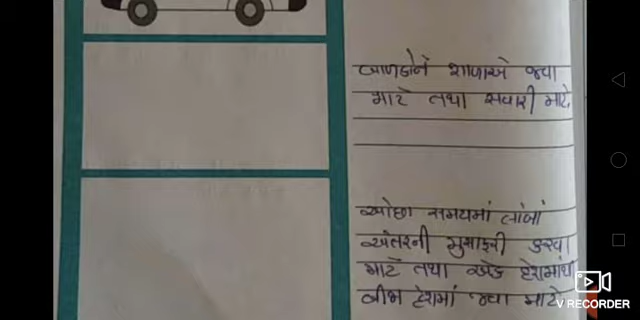 બાળકોને શાળાએ જવા
માટે તથા સવારી માટે.
ઓછા સમયમાં લાંબાં
અંતરની મુસાફરી કરવા
માટે તથા એક દેશમાંથી
બીજા દેશમાં જવા માટે
V RECORDER